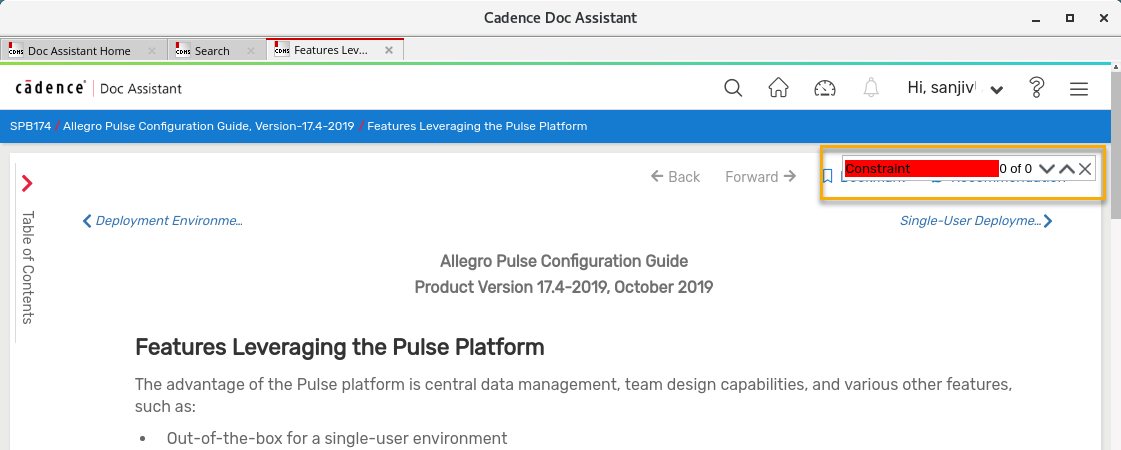 Cadence Doc Assistant
Doc Assistant Home
Search
Features Lev...
cādence Doc Assistant
Hi, sanjiv
SPB174 / Allegro Pulse Configuration Guide, Version-17.4-2019 / Features Leveraging the Pulse Platform
Constraint 0 of 0
Back Forward
Table of Contents
Deployment Environme...
Single-User Deployme...
Allegro Pulse Configuration Guide
Product Version 17.4-2019, October 2019
Features Leveraging the Pulse Platform
The advantage of the Pulse platform is central data management, team design capabilities, and various other features,
such as:
• Out-of-the-box for a single-user environment